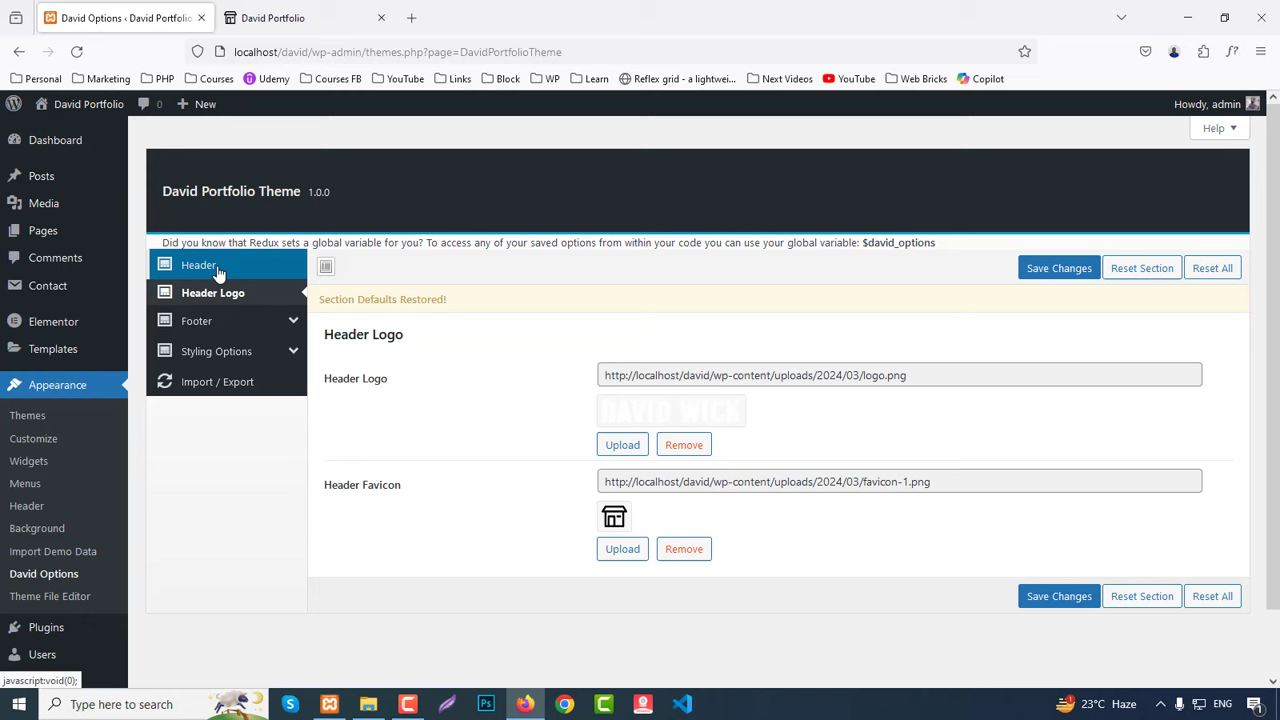 David Options ‹ David Portfolio
David Portfolio
localhost/david/wp-admin/themes.php?page=DavidPortfolioTheme
Personal
Marketing
PHP
Courses
Udemy
Courses FB
YouTube
Links
Block
WP
Learn
Reflex grid - a lightwei...
Next Videos
YouTube
Web Bricks
Copilot
David Portfolio
0
New
Howdy, admin
Help
Dashboard
Posts
Media
Pages
Comments
Contact
Elementor
Templates
Appearance
Themes
Customize
Widgets
Menus
Header
Background
Import Demo Data
David Options
Theme File Editor
Plugins
Users
David Portfolio Theme 1.0.0
Did you know that Redux sets a global variable for you? To access any of your saved options from within your code you can use your global variable: $david_options
Header
Header Logo
Footer
Styling Options
Import / Export
Save Changes
Reset Section
Reset All
Section Defaults Restored!
Header Logo
Header Logo
http://localhost/david/wp-content/uploads/2024/03/logo.png
DAVID WICK
Upload
Remove
Header Favicon
http://localhost/david/wp-content/uploads/2024/03/favicon-1.png
Upload
Remove
Save Changes
Reset Section
Reset All
javascript:void(0);
Type here to search
23°C Haze
ENG